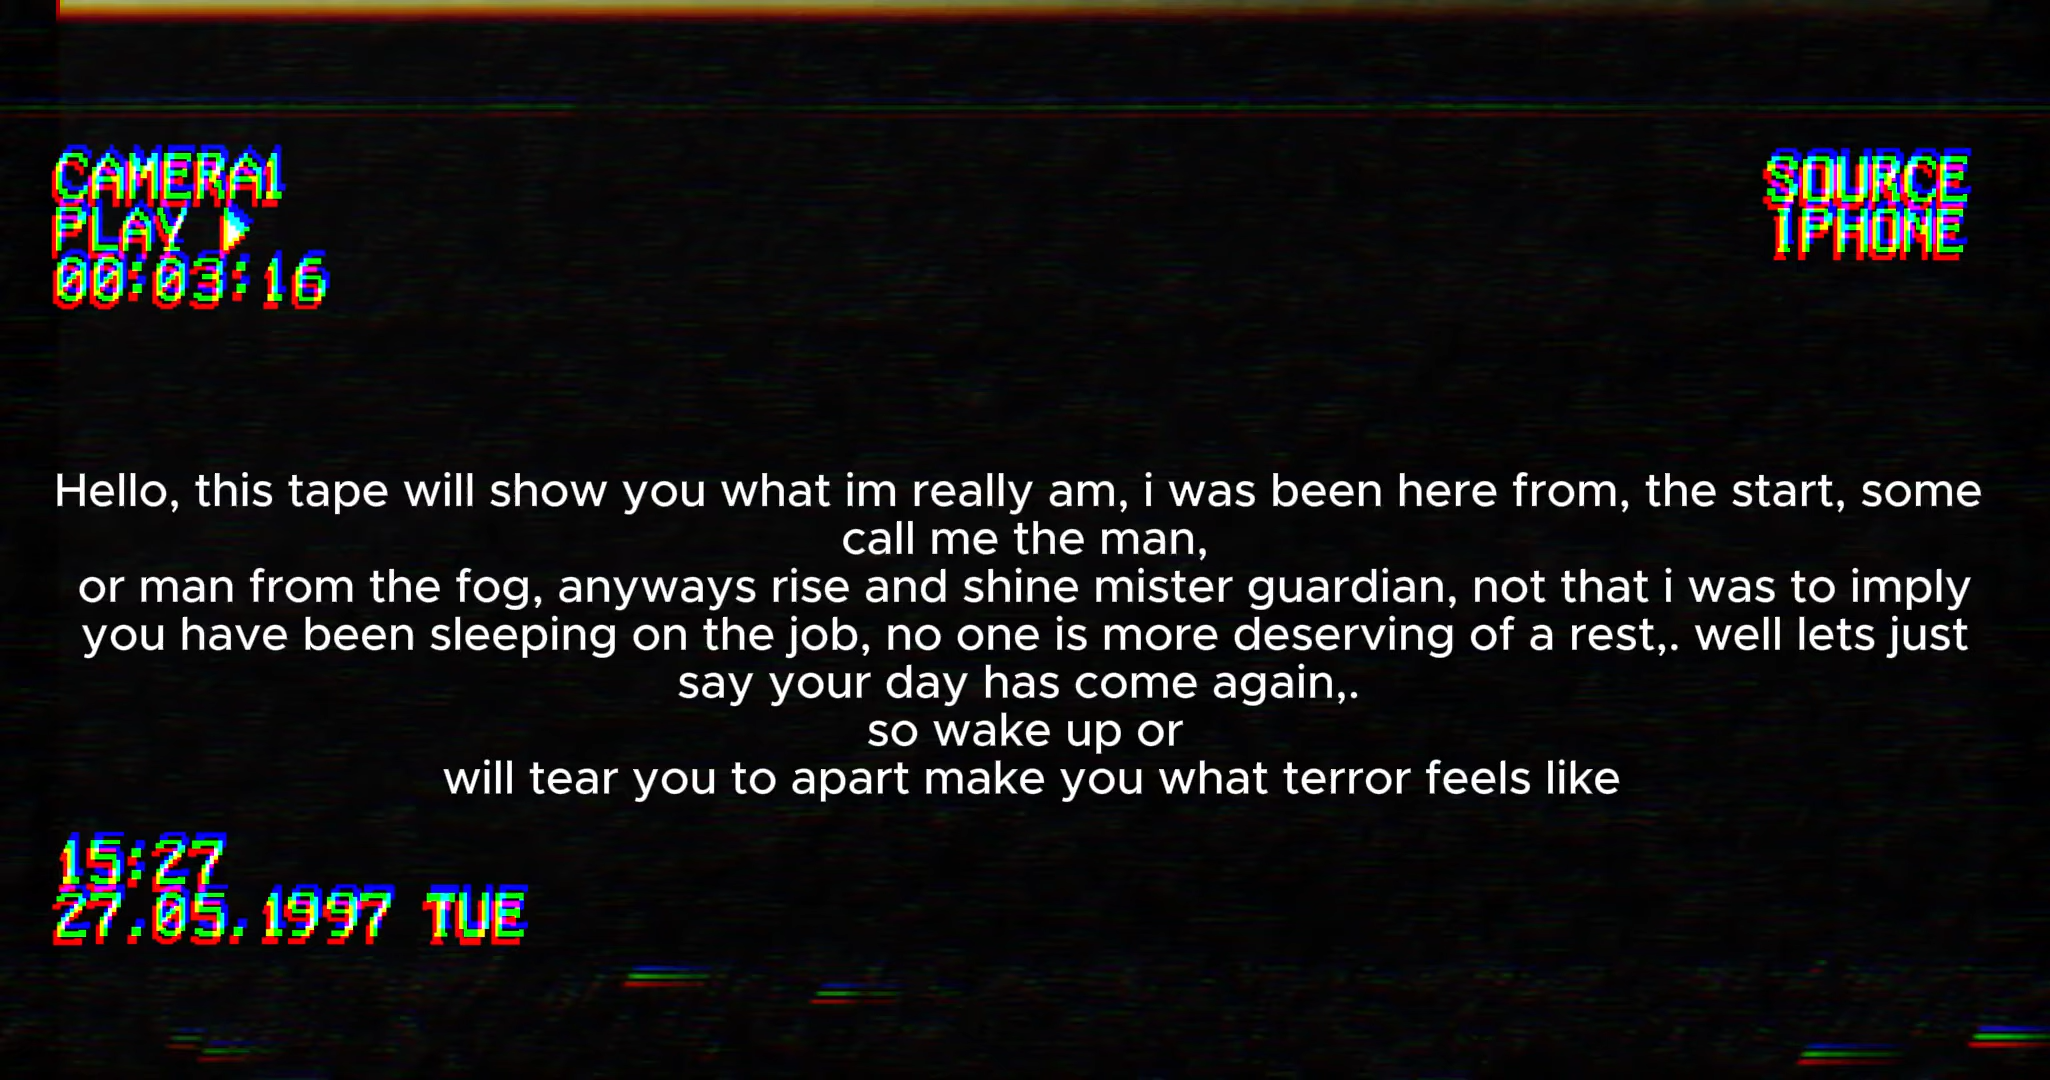 CAMERA1
PLAY
00:03:16
SOURCE
IPHONE
Hello, this tape will show you what im really am, i was been here from, the start, some
call me the man,
or man from the fog, anyways rise and shine mister guardian, not that i was to imply
you have been sleeping on the job, no one is more deserving of a rest,. well lets just
say your day has come again,.
so wake up or
will tear you to apart make you what terror feels like
15:27
27.05.1997 TUE